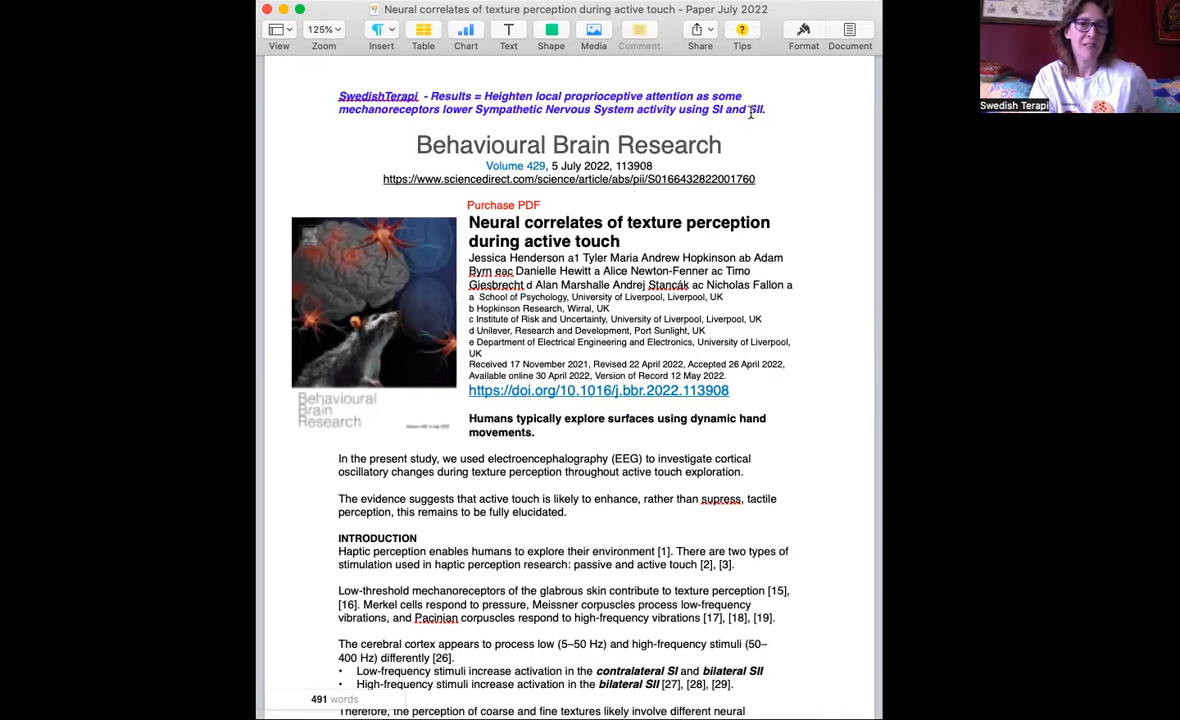 Neural correlates of texture perception during active touch - Paper July 2022
125%
View Zoom Insert Table Chart Text Shape Media Comment Share Tips Format Document
SwedishTerapi - Results = Heighten local proprioceptive attention as some
mechanoreceptors lower Sympathetic Nervous System activity using SI and SII.
Behavioural Brain Research
Volume 429, 5 July 2022, 113908
https://www.sciencedirect.com/science/article/abs/pii/S0166432822001760
Purchase PDF
Neural correlates of texture perception
during active touch
Jessica Henderson a1 Tyler Maria Andrew Hopkinson ab Adam
Byrn eac Danielle Hewitt a Alice Newton-Fenner ac Timo
Giesbrecht d Alan Marshalle Andrej Stancák ac Nicholas Fallon a
a School of Psychology, University of Liverpool, Liverpool, UK
b Hopkinson Research, Wirral, UK
c Institute of Risk and Uncertainty, University of Liverpool, Liverpool, UK
d Unilever, Research and Development, Port Sunlight, UK
e Department of Electrical Engineering and Electronics, University of Liverpool,
UK
Received 17 November 2021, Revised 22 April 2022, Accepted 26 April 2022,
Available online 30 April 2022, Version of Record 12 May 2022.
https://doi.org/10.1016/j.bbr.2022.113908
Behavioural
Brain
Research
Humans typically explore surfaces using dynamic hand
movements.
In the present study, we used electroencephalography (EEG) to investigate cortical
oscillatory changes during texture perception throughout active touch exploration.
The evidence suggests that active touch is likely to enhance, rather than supress, tactile
perception, this remains to be fully elucidated.
INTRODUCTION
Haptic perception enables humans to explore their environment [1]. There are two types of
stimulation used in haptic perception research: passive and active touch [2], [3].
Low-threshold mechanoreceptors of the glabrous skin contribute to texture perception [15],
[16]. Merkel cells respond to pressure, Meissner corpuscles process low-frequency
vibrations, and Pacinian corpuscles respond to high-frequency vibrations [17], [18], [19].
The cerebral cortex appears to process low (5–50 Hz) and high-frequency stimuli (50–
400 Hz) differently [26].
• Low-frequency stimuli increase activation in the contralateral SI and bilateral SII
• High-frequency stimuli increase activation in the bilateral SII [27], [28], [29].
491 words
Therefore, the perception of coarse and fine textures likely involve different neural
Swedish Terapi